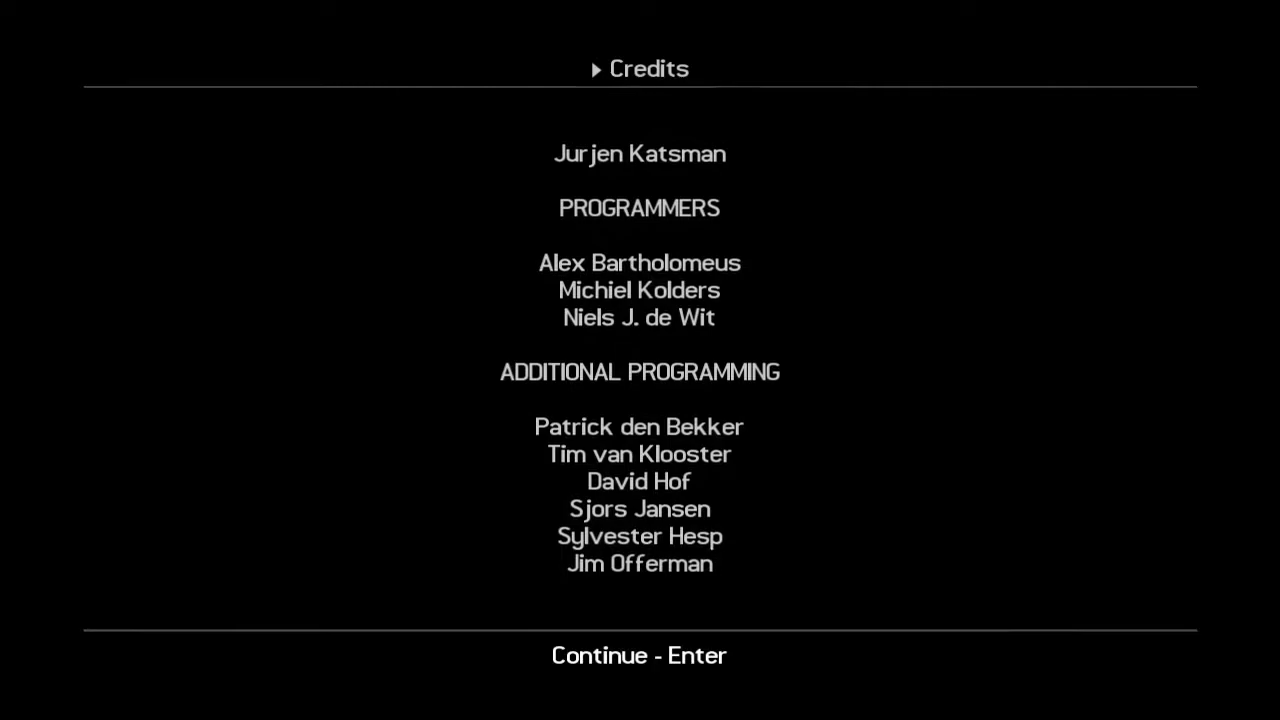 Credits
Jurjen Katsman
PROGRAMMERS
Alex Bartholomeus
Michiel Kolders
Niels J. de Wit
ADDITIONAL PROGRAMMING
Patrick den Bekker
Tim van Klooster
David Hof
Sjors Jansen
Sylvester Hesp
Jim Offerman
Continue - Enter